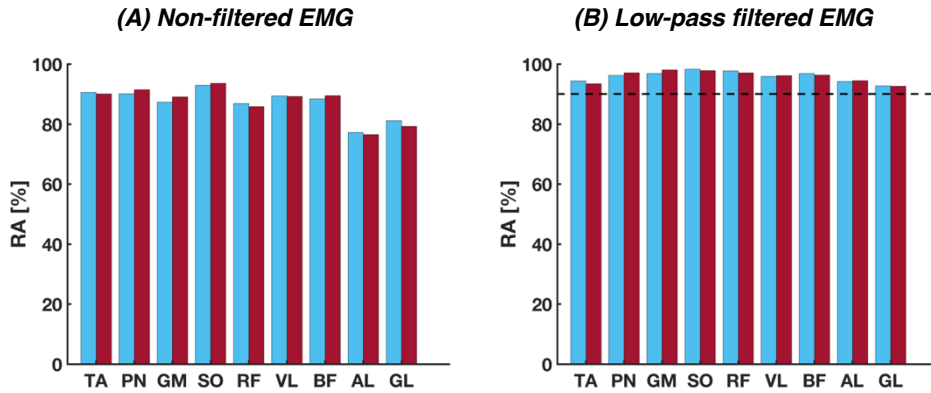 (A) Non-filtered EMG
RA [%]
100
80
60
40
20
0
TA PN GM SO RF VL BF AL GL
(B) Low-pass filtered EMG
RA [%]
100
80
60
40
20
0
TA PN GM SO RF VL BF AL GL